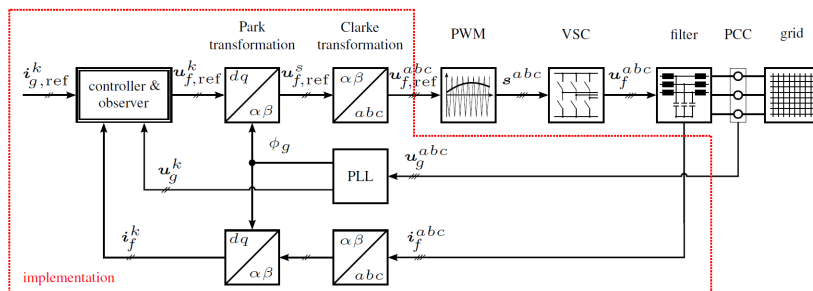 Park transformation
Clarke transformation
PWM
VSC
filter
PCC
grid
i^k_{g,ref}
controller & observer
u^k_{f,ref}
dq
αβ
u^s_{f,ref}
αβ
abc
u^{abc}_{f,ref}
s^{abc}
u^{abc}_f
ϕ_g
u^k_g
PLL
u^{abc}_g
i^k_f
dq
αβ
αβ
abc
i^{abc}_f
implementation